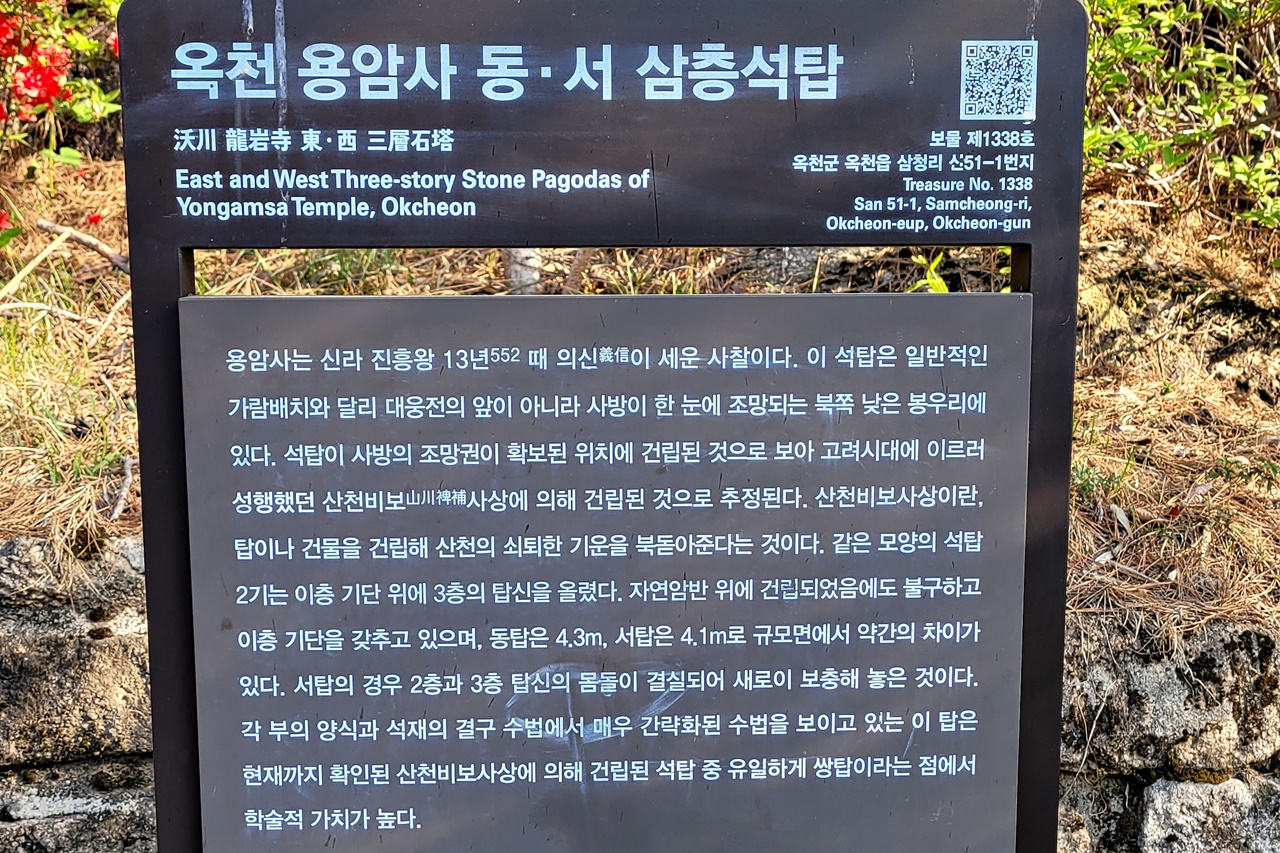 옥천 용암사 동·서 삼층석탑
沃川 龍岩寺 東·西 三層石塔
East and West Three-story Stone Pagodas of
Yongamsa Temple, Okcheon
보물 제1338호
옥천군 옥천읍 삼청리 산51-1번지
Treasure No. 1338
San 51-1, Samcheong-ri,
Okcheon-eup, Okcheon-gun
용암사는 신라 진흥왕 13년552 때 의신義信이 세운 사찰이다. 이 석탑은 일반적인
가람배치와 달리 대웅전의 앞이 아니라 사방이 한 눈에 조망되는 북쪽 낮은 봉우리에
있다. 석탑이 사방의 조망권이 확보된 위치에 건립된 것으로 보아 고려시대에 이르러
성행했던 산천비보山川裨補사상에 의해 건립된 것으로 추정된다. 산천비보사상이란,
탑이나 건물을 건립해 산천의 쇠퇴한 기운을 북돋아준다는 것이다. 같은 모양의 석탑
2기는 이층 기단 위에 3층의 탑신을 올렸다. 자연암반 위에 건립되었음에도 불구하고
이층 기단을 갖추고 있으며, 동탑은 4.3m, 서탑은 4.1m로 규모면에서 약간의 차이가
있다. 서탑의 경우 2층과 3층 탑신의 몸돌이 결실되어 새로이 보충해 놓은 것이다.
각 부의 양식과 석재의 결구 수법에서 매우 간략화된 수법을 보이고 있는 이 탑은
현재까지 확인된 산천비보사상에 의해 건립된 석탑 중 유일하게 쌍탑이라는 점에서
학술적 가치가 높다.